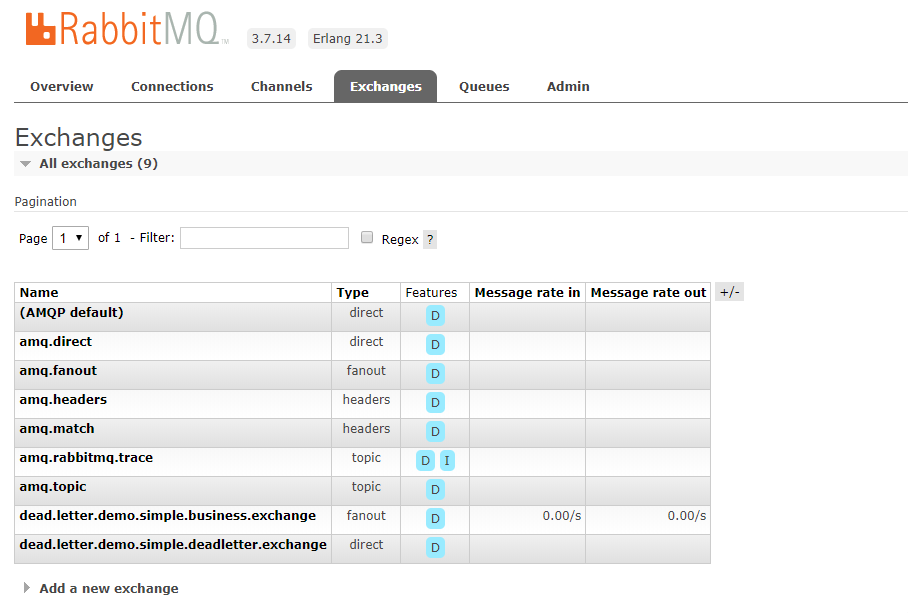 RabbitMQ TM 3.7.14 Erlang 21.3
Overview Connections Channels Exchanges Queues Admin
Exchanges
All exchanges (9)
Pagination
Page 1 of 1 - Filter: Regex ?
Name Type Features Message rate in Message rate out +/-
(AMQP default) direct D
amq.direct direct D
amq.fanout fanout D
amq.headers headers D
amq.match headers D
amq.rabbitmq.trace topic D I
amq.topic topic D
dead.letter.demo.simple.business.exchange fanout D 0.00/s 0.00/s
dead.letter.demo.simple.deadletter.exchange direct D
Add a new exchange